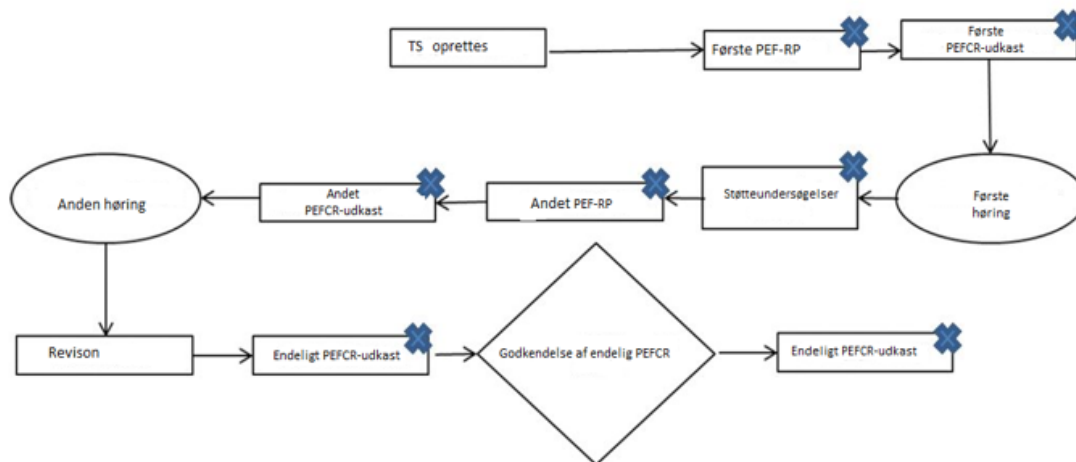 TS oprettes
Første PEF-RP
Første
PEFCR-udkast
Første
høring
Støtteundersøgelser
Andet PEF-RP
Andet
PEFCR-udkast
Anden høring
Revison
Endeligt PEFCR-udkast
Godkendelse af endelig PEFCR
Endeligt PEFCR-udkast